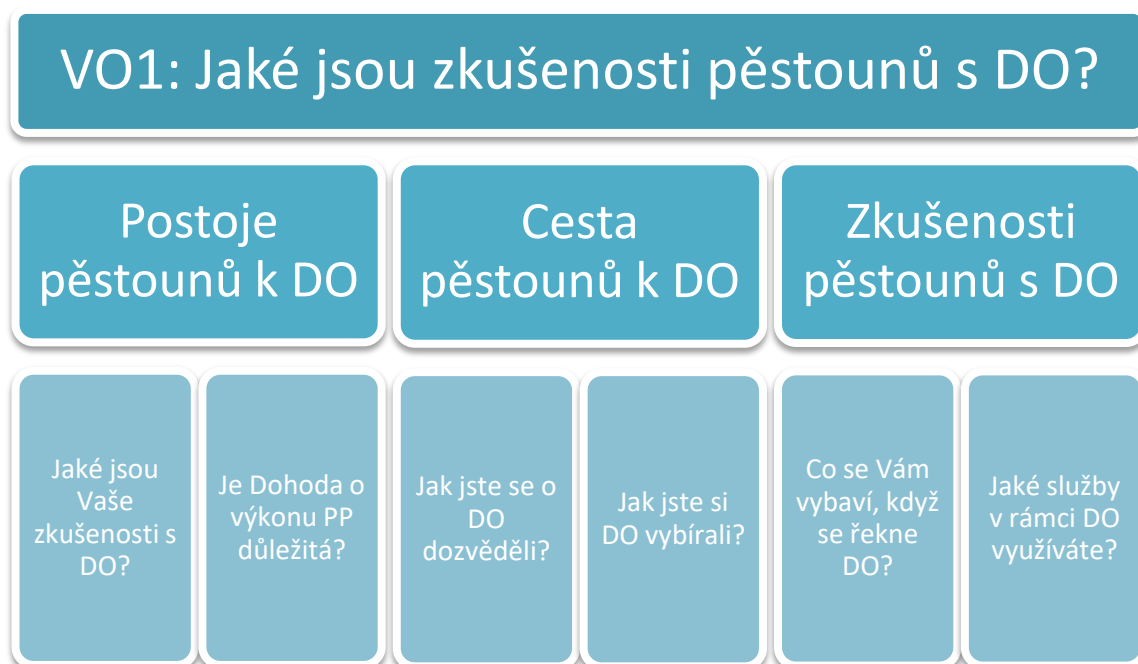 VO1: Jaké jsou zkušenosti pěstounů s DO?
Postoje
pěstounů k DO
Cesta
pěstounů k DO
Zkušenosti
pěstounů s DO
Jaké jsou
Vaše
zkušenosti s
DO?
Je Dohoda o
výkonu PP
důležitá?
Jak jste se o
DO
dozvěděli?
Jak jste si
DO vybírali?
Co se Vám
vybaví, když
se řekne
DO?
Jaké služby
v rámci DO
využíváte?